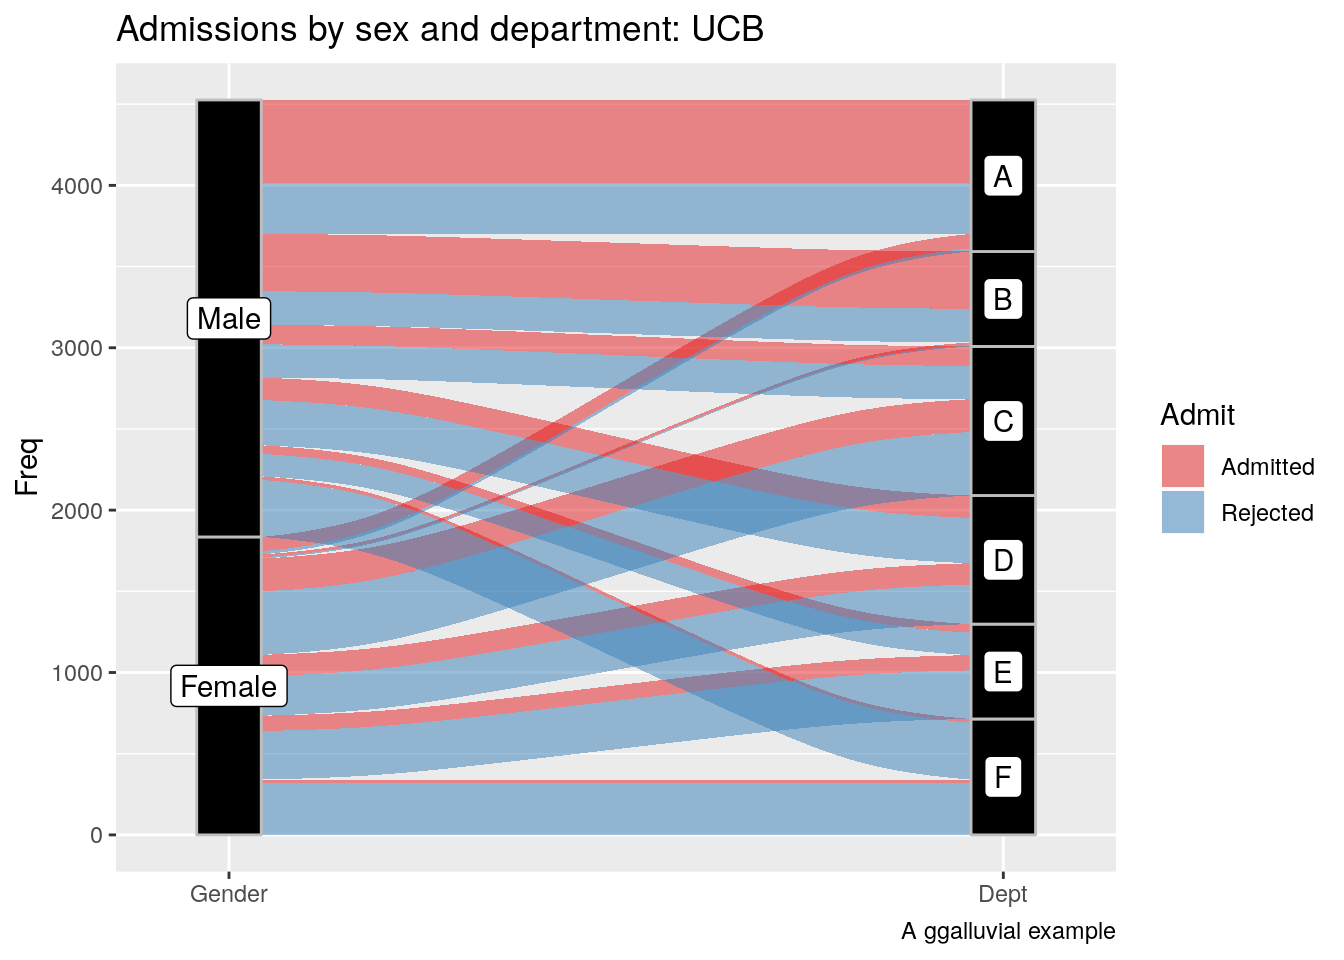 Admissions by sex and department: UCB
Freq
4000
3000
2000
1000
0
Male
Female
A
B
C
D
E
F
Gender
Dept
Admit
Admitted
Rejected
A ggalluvial example